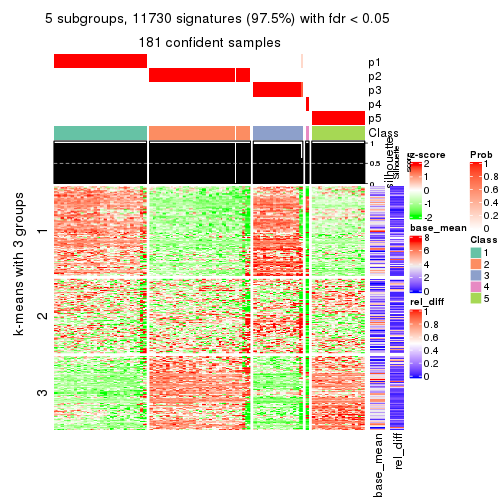 5 subgroups, 11730 signatures (97.5%) with fdr < 0.05
181 confident samples
p1
p2
p3
p4
p5
Class
1
0.5
0
Silhouette
score
silhouette
k-means with 3 groups
1
2
3
base_mean
rel_diff
z-score
2
1
0
-1
-2
base_mean
8
6
4
2
0
rel_diff
1
0.8
0.6
0.4
0.2
0
Prob
1
0.8
0.6
0.4
0.2
0
Class
1
2
3
4
5